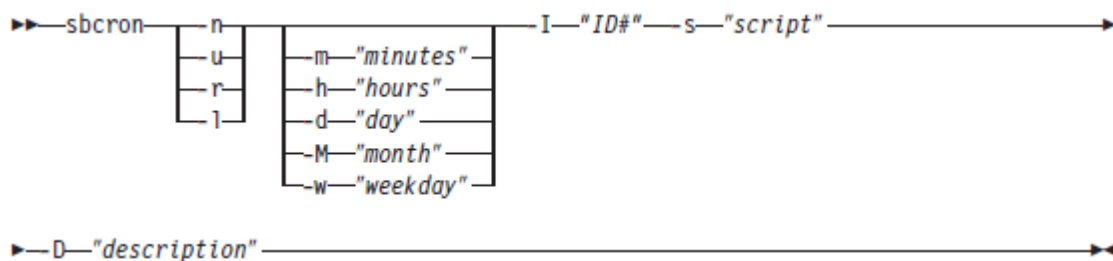 sbcron -n -I "ID#" -s "script"
-u -m "minutes"
-r -h "hours"
-l -d "day"
-M "month"
-w "weekday"
-D "description"